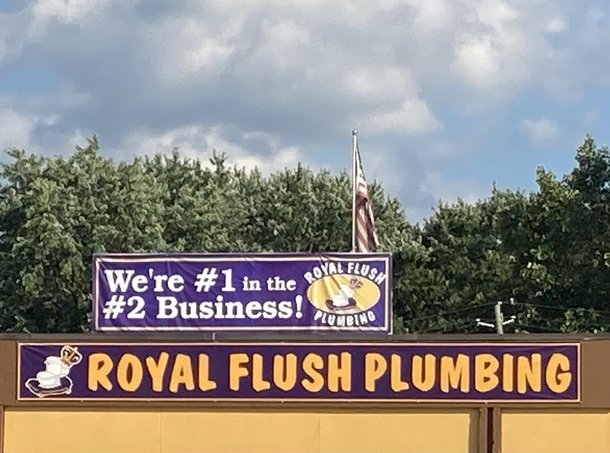 We're #1 in the
#2 Business!
ROYAL FLUSH
PLUMBING
ROYAL FLUSH PLUMBING